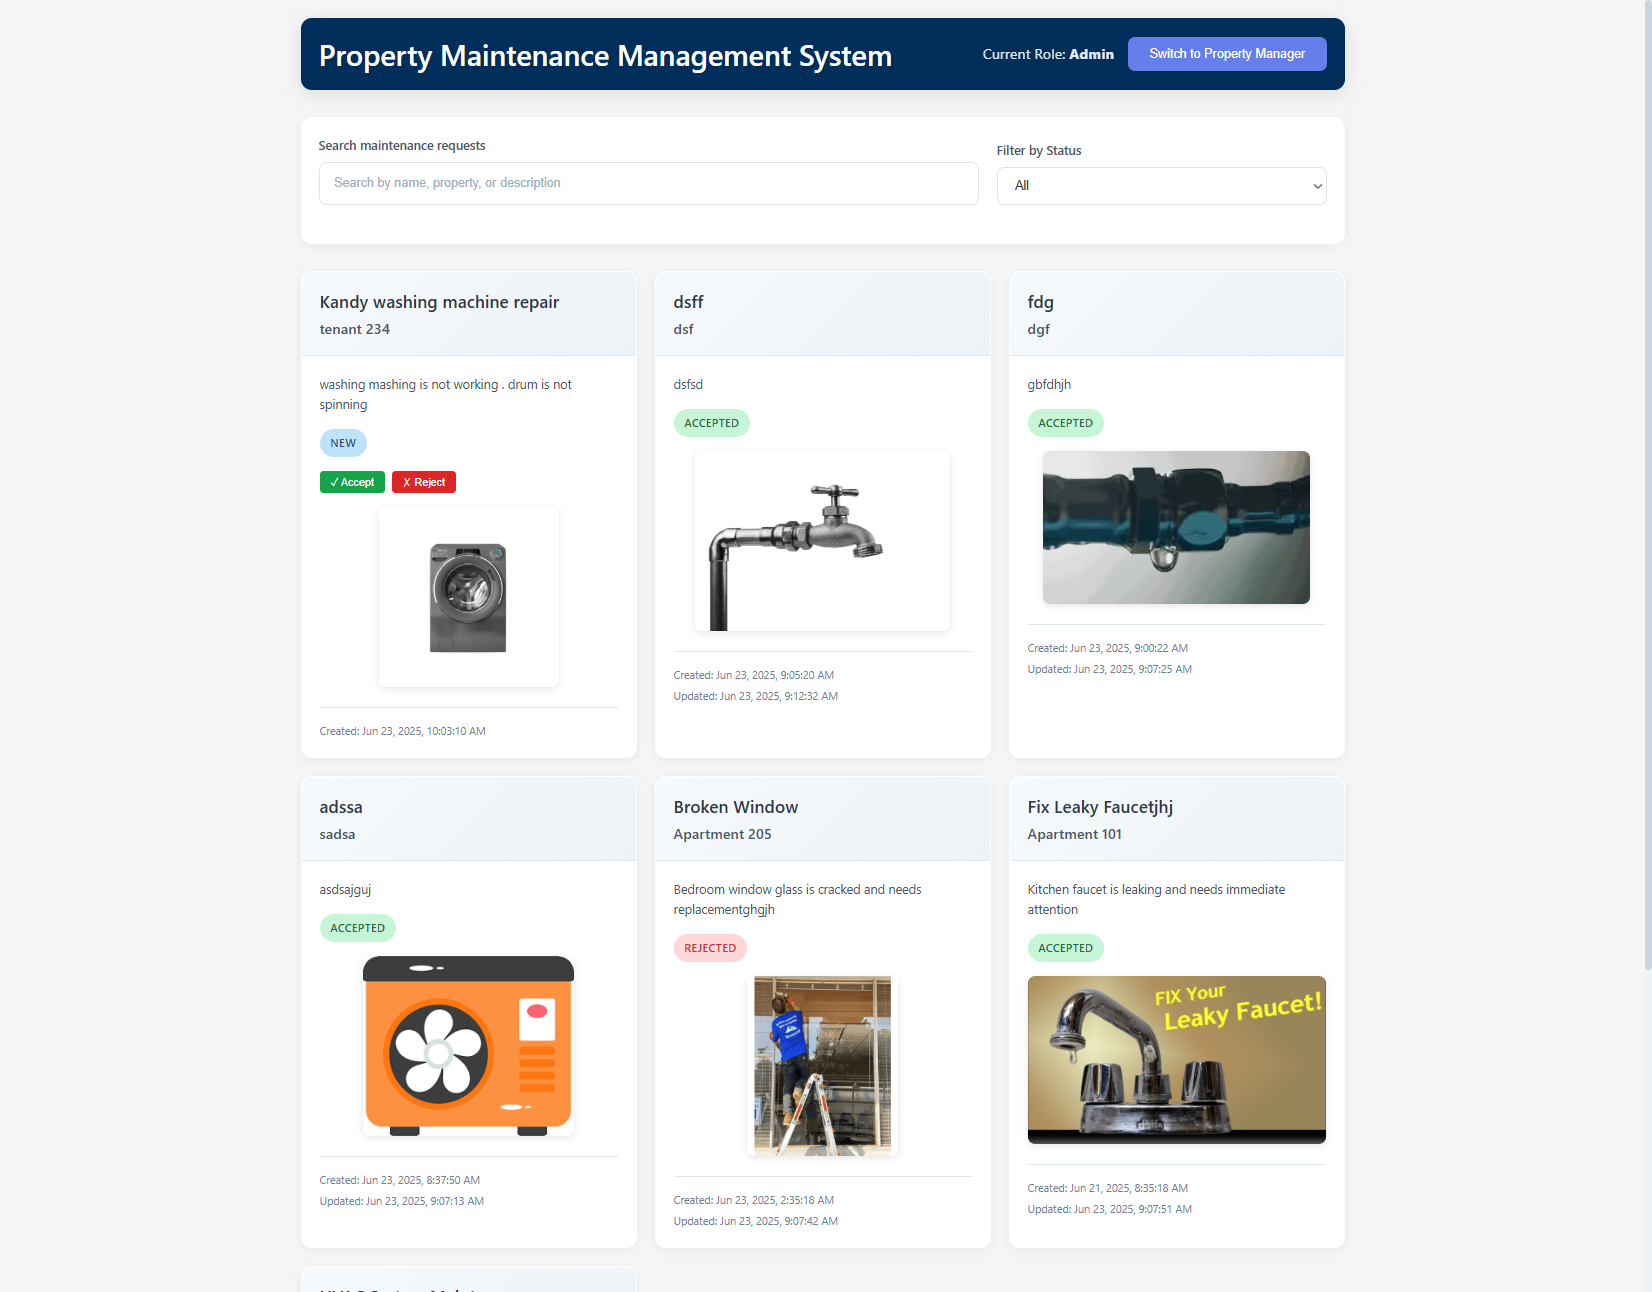 Property Maintenance Management System
Current Role: Admin
Switch to Property Manager
Search maintenance requests
Search by name, property, or description
Filter by Status
All
Kandy washing machine repair
tenant 234
washing mashing is not working . drum is not
spinning
NEW
✓ Accept
✗ Reject
Created: Jun 23, 2025, 10:03:10 AM
dsff
dsf
dsfsd
ACCEPTED
Created: Jun 23, 2025, 9:05:20 AM
Updated: Jun 23, 2025, 9:12:32 AM
fdg
dgf
gbfdhjh
ACCEPTED
Created: Jun 23, 2025, 9:00:22 AM
Updated: Jun 23, 2025, 9:07:25 AM
adssa
sadsa
asdsajguj
ACCEPTED
Created: Jun 23, 2025, 8:37:50 AM
Updated: Jun 23, 2025, 9:07:13 AM
Broken Window
Apartment 205
Bedroom window glass is cracked and needs
replacementghgjh
REJECTED
Created: Jun 23, 2025, 2:35:18 AM
Updated: Jun 23, 2025, 9:07:42 AM
Fix Leaky Faucetjhj
Apartment 101
Kitchen faucet is leaking and needs immediate
attention
ACCEPTED
FIX Your
Leaky Faucet!
Created: Jun 21, 2025, 8:35:18 AM
Updated: Jun 23, 2025, 9:07:51 AM